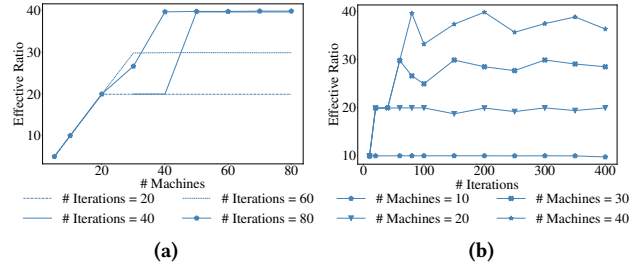 40
30
20
10
Effective Ratio
20
40
60
80
# Machines
# Iterations = 20
# Iterations = 60
# Iterations = 40
# Iterations = 80
(a)
40
30
20
10
Effective Ratio
0
100
200
300
400
# Iterations
# Machines = 10
# Machines = 30
# Machines = 20
# Machines = 40
(b)